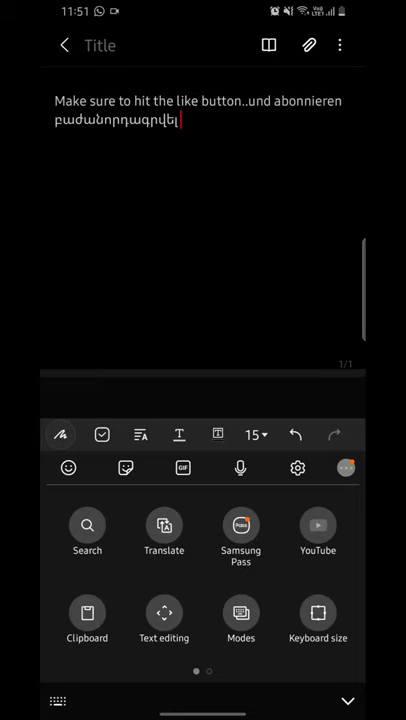 11:51
Title
Make sure to hit the like button..und abonnieren
բաժանորդագրվել
1/1
15
GIF
Search
Translate
Samsung Pass
YouTube
Clipboard
Text editing
Modes
Keyboard size